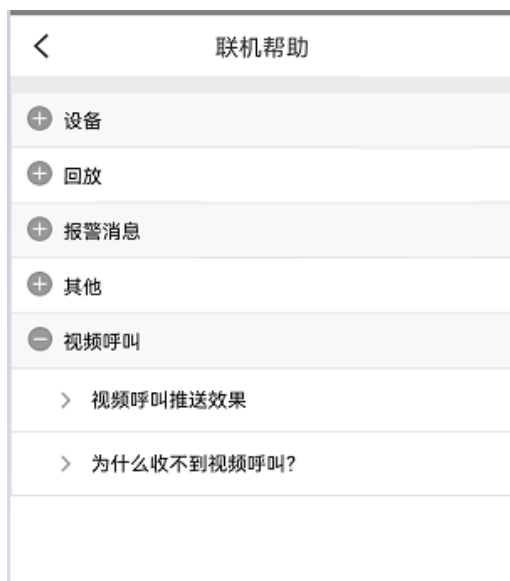 联机帮助
设备
回放
报警消息
其他
视频呼叫
视频呼叫推送效果
为什么收不到视频呼叫?